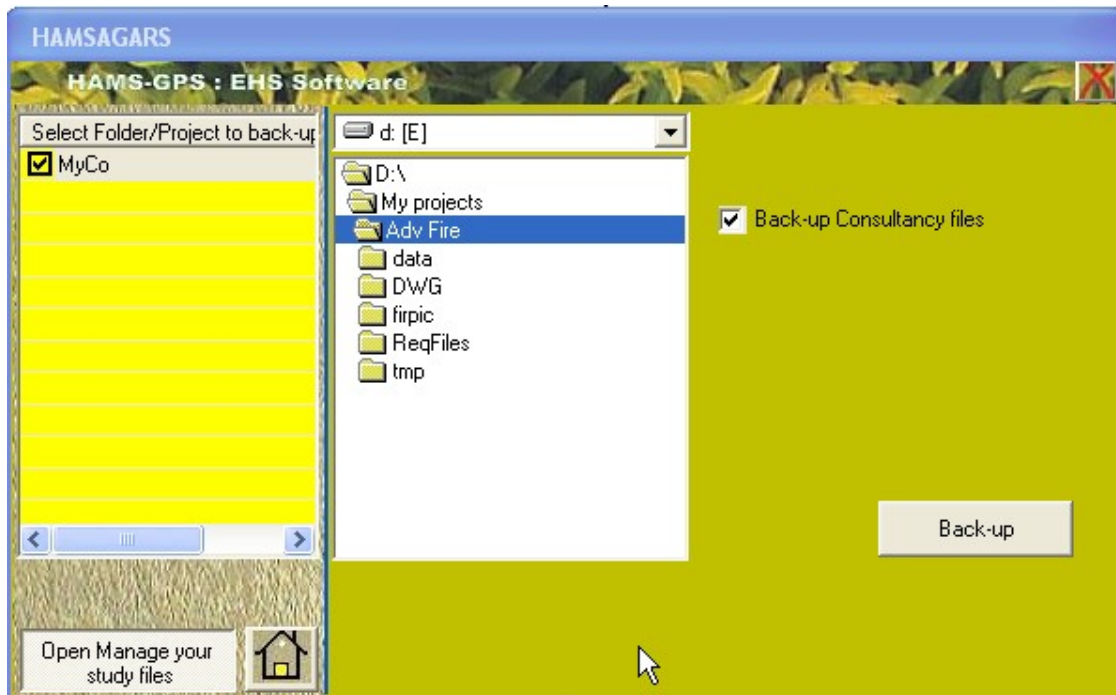 HAMSAGARS
HAMS-GPS : EHS Software
Select Folder/Project to back-up
MyCo
d: [E]
D:\
My projects
Adv Fire
data
DWG
firpic
ReqFiles
tmp
Back-up Consultancy files
Back-up
Open Manage your
study files